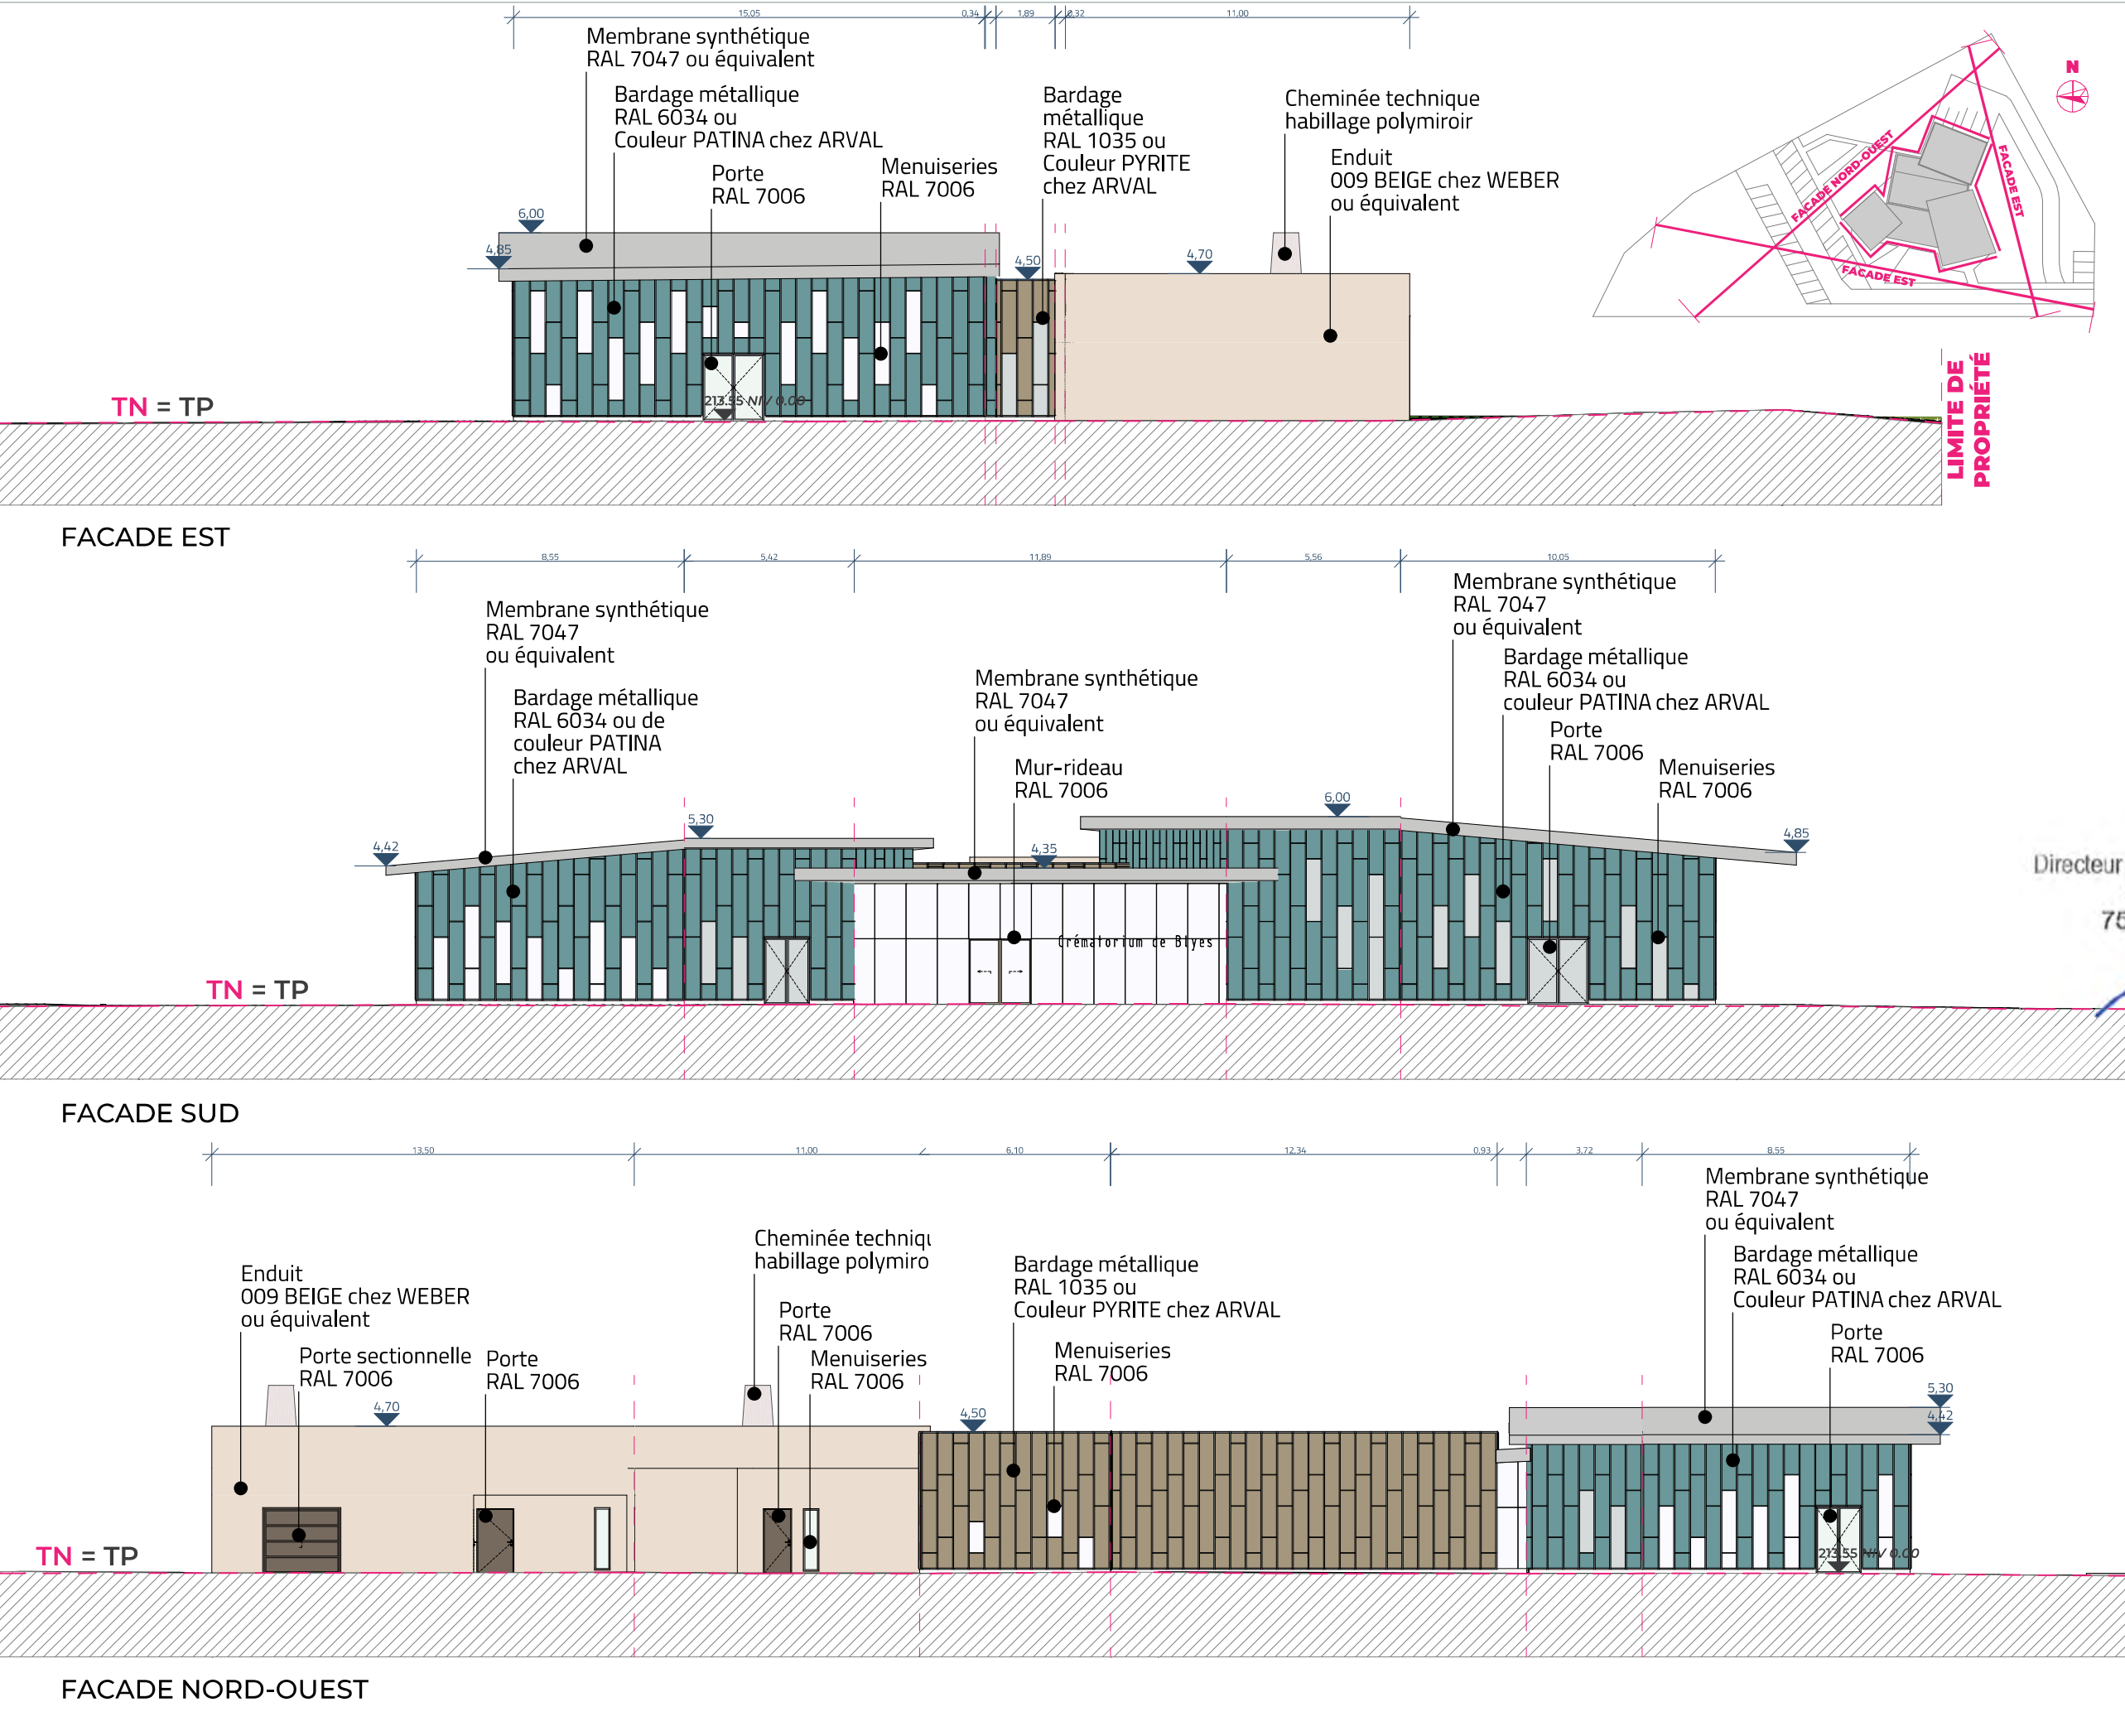 15,05
0,34
1,89
0,32
11,00
Membrane synthétique
RAL 7047 ou équivalent
Bardage métallique
RAL 6034 ou
Couleur PATINA chez ARVAL
Porte
RAL 7006
Menuiseries
RAL 7006
Bardage
métallique
RAL 1035 ou
Couleur PYRITE
chez ARVAL
Cheminée technique
habillage polymiroir
Enduit
009 BEIGE chez WEBER
ou équivalent
N
FACADE NORD-OUEST
FACADE EST
FACADE EST
6,00
4,85
4,50
4,70
TN = TP
213.55 NIV 0.00
LIMITE DE
PROPRIÉTÉ
FACADE EST
8,55
5,42
11,89
5,56
10,05
Membrane synthétique
RAL 7047
ou équivalent
Bardage métallique
RAL 6034 ou de
couleur PATINA
chez ARVAL
Membrane synthétique
RAL 7047
ou équivalent
Mur-rideau
RAL 7006
Membrane synthétique
RAL 7047
ou équivalent
Bardage métallique
RAL 6034 ou
couleur PATINA chez ARVAL
Porte
RAL 7006
Menuiseries
RAL 7006
4,42
5,30
4,35
6,00
4,85
Directeur
75
Crématorium de Blyes
TN = TP
FACADE SUD
13,50
11,00
6,10
12,34
0,93
3,72
8,55
Enduit
009 BEIGE chez WEBER
ou équivalent
Porte sectionnelle
RAL 7006
Porte
RAL 7006
Cheminée techniqu
habillage polymiro
Porte
RAL 7006
Menuiseries
RAL 7006
Bardage métallique
RAL 1035 ou
Couleur PYRITE chez ARVAL
Menuiseries
RAL 7006
Membrane synthétique
RAL 7047
ou équivalent
Bardage métallique
RAL 6034 ou
Couleur PATINA chez ARVAL
Porte
RAL 7006
4,70
4,50
5,30
4,42
TN = TP
213.55 NIV 0.00
FACADE NORD-OUEST